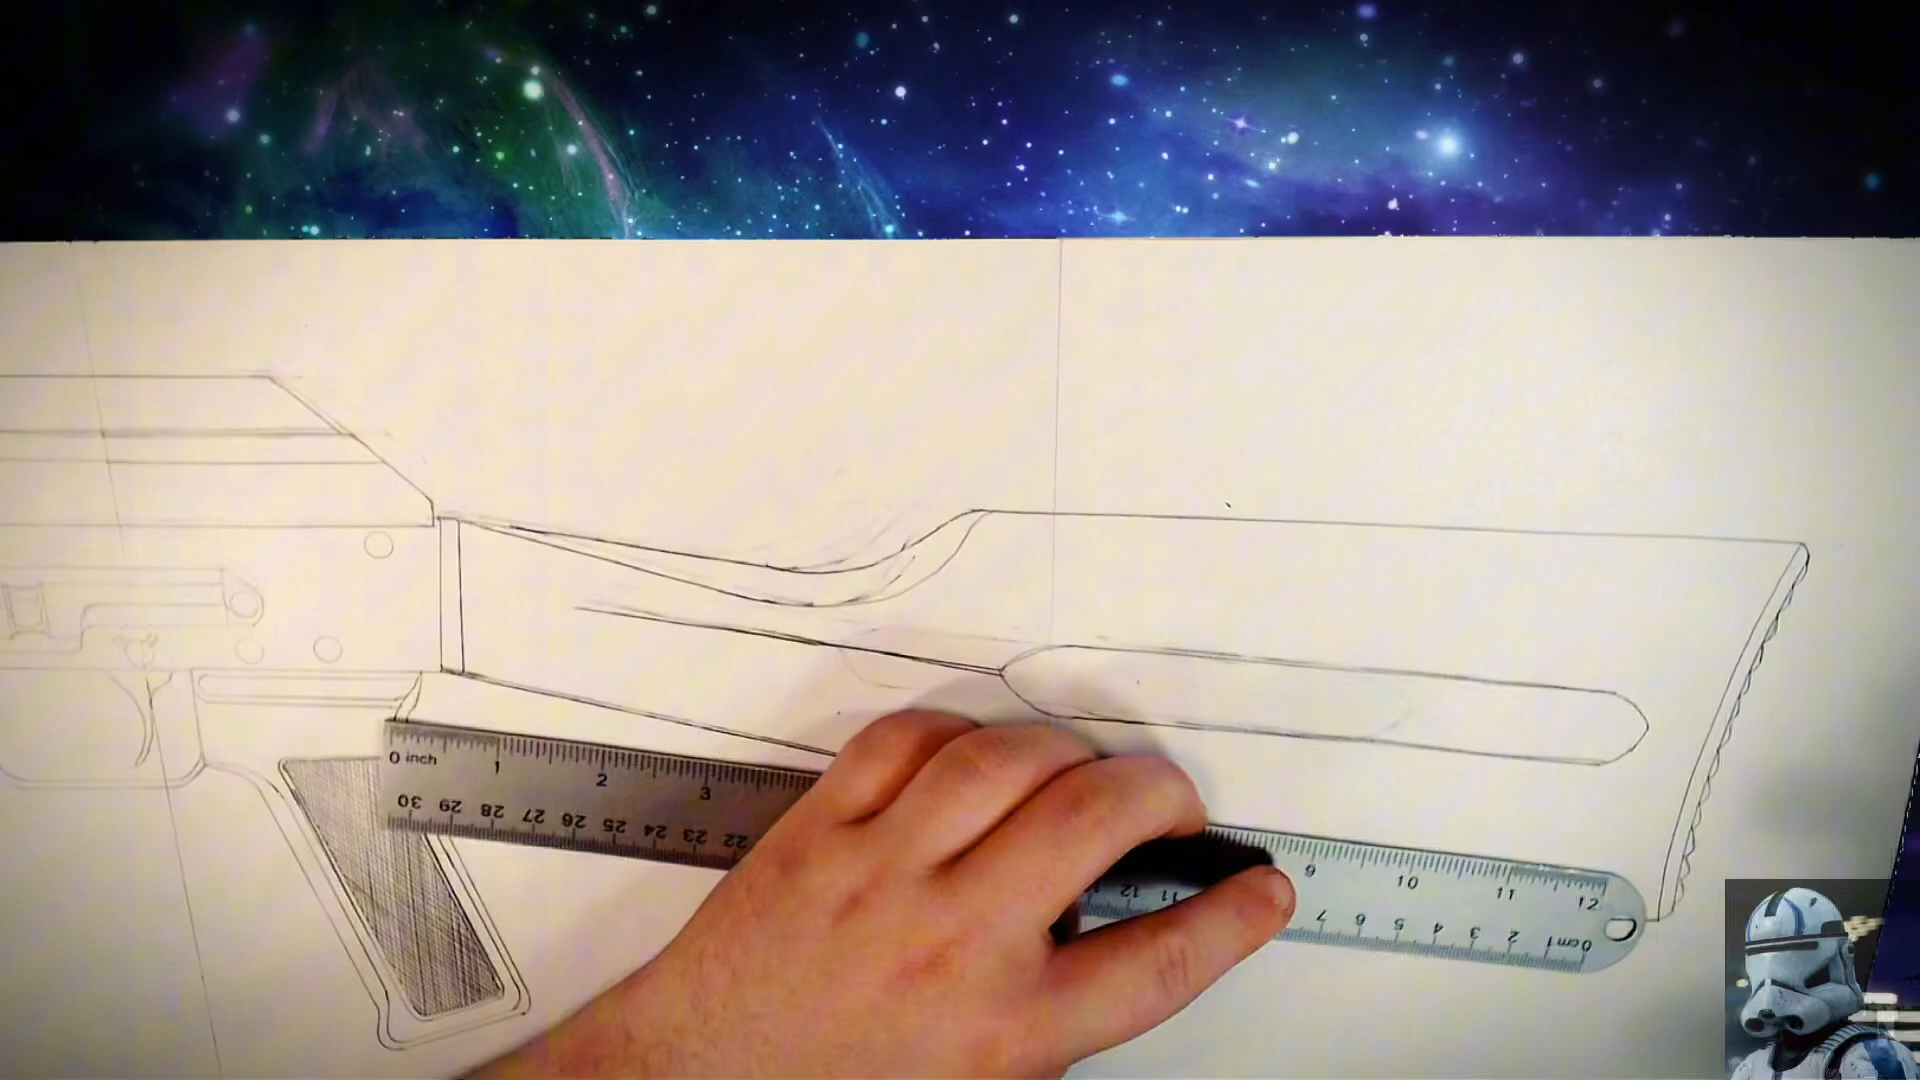 0 inch 1 2 3
30 29 28 27 26 25 24 23 22
9 10 11 12
12 11 7 6 5 4 3 2 1 0cm